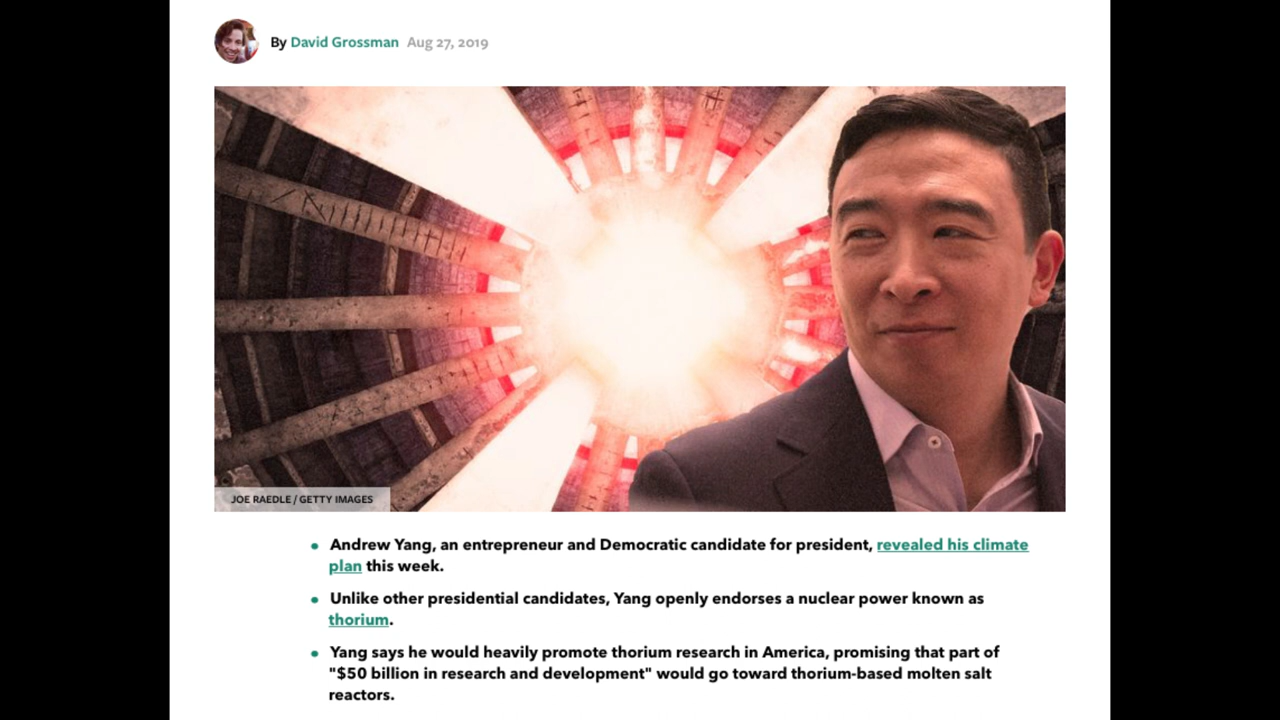 By David Grossman Aug 27, 2019
JOE RAEDLE / GETTY IMAGES
• Andrew Yang, an entrepreneur and Democratic candidate for president, revealed his climate
plan this week.
• Unlike other presidential candidates, Yang openly endorses a nuclear power known as
thorium.
• Yang says he would heavily promote thorium research in America, promising that part of
"$50 billion in research and development" would go toward thorium-based molten salt
reactors.